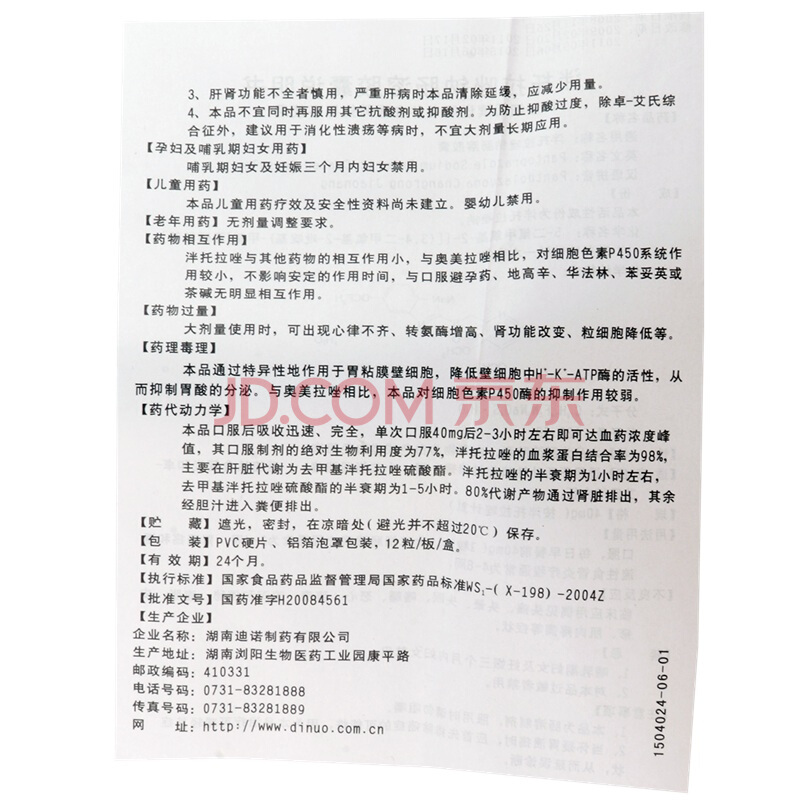 3、肝肾功能不全者慎用，严重肝病时本品清除延缓，应减少用量。
4、本品不宜同时再服用其它抗酸剂或抑酸剂。为防止抑酸过度，除卓-艾氏综
合征外，建议用于消化性溃疡等病时，不宜大剂量长期应用。
【孕妇及哺乳期妇女用药】
哺乳期妇女及妊娠三个月内妇女禁用。
【儿童用药】
本品儿童用药疗效及安全性资料尚未建立。婴幼儿禁用。
【老年用药】无剂量调整要求。
【药物相互作用】
泮托拉唑与其他药物的相互作用小，与奥美拉唑相比，对细胞色素P450系统作
用较小，不影响安定的作用时间，与口服避孕药、地高辛、华法林、苯妥英或
茶碱无明显相互作用。
【药物过量】
大剂量使用时，可出现心律不齐、转氨酶增高、肾功能改变、粒细胞降低等。
【药理毒理】
本品通过特异性地作用于胃粘膜壁细胞，降低壁细胞中H⁺-K⁺-ATP酶的活性，从
而抑制胃酸的分泌。与奥美拉唑相比，本品对细胞色素P450酶的抑制作用较弱。
JD.COM 京东
【药代动力学】
本品口服后吸收迅速、完全，单次口服40mg后2-3小时左右即可达血药浓度峰
值，其口服制剂的绝对生物利用度为77%，泮托拉唑的血浆蛋白结合率为98%，
主要在肝脏代谢为去甲基泮托拉唑硫酸酯。泮托拉唑的半衰期为1小时左右，
去甲基泮托拉唑硫酸酯的半衰期为1-5小时。80%代谢产物通过肾脏排出，其余
经胆汁进入粪便排出。
【贮　　藏】遮光，密封，在凉暗处（避光并不超过20℃）保存。
【包　　装】PVC硬片、铝箔泡罩包装，12粒/板/盒。
【有 效 期】24个月。
【执行标准】国家食品药品监督管理局国家药品标准WS₁-( X-198) -2004Z
【批准文号】国药准字H20084561
【生产企业】
企业名称：湖南迪诺制药有限公司
生产地址：湖南浏阳生物医药工业园康平路
邮政编码：410331
电话号码：0731-83281888
传真号码：0731-83281889
网　　址：http://www.dinuo.com.cn
1504024-06-01